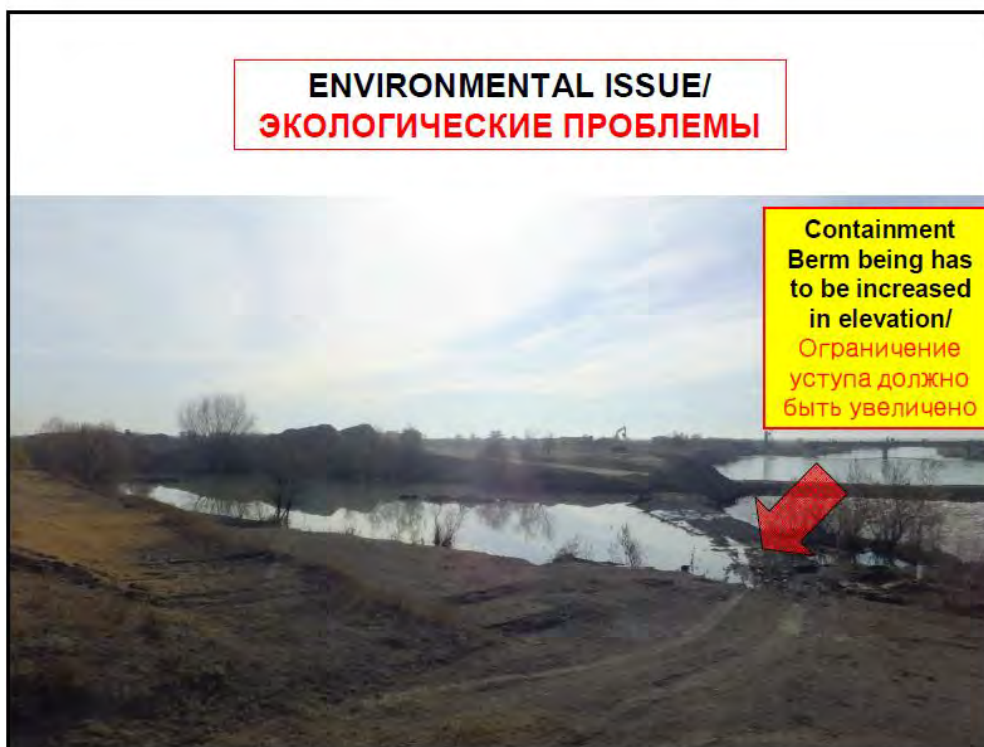 ENVIRONMENTAL ISSUE/
ЭКОЛОГИЧЕСКИЕ ПРОБЛЕМЫ
Containment
Berm being has
to be increased
in elevation/
Ограничение
уступа должно
быть увеличено